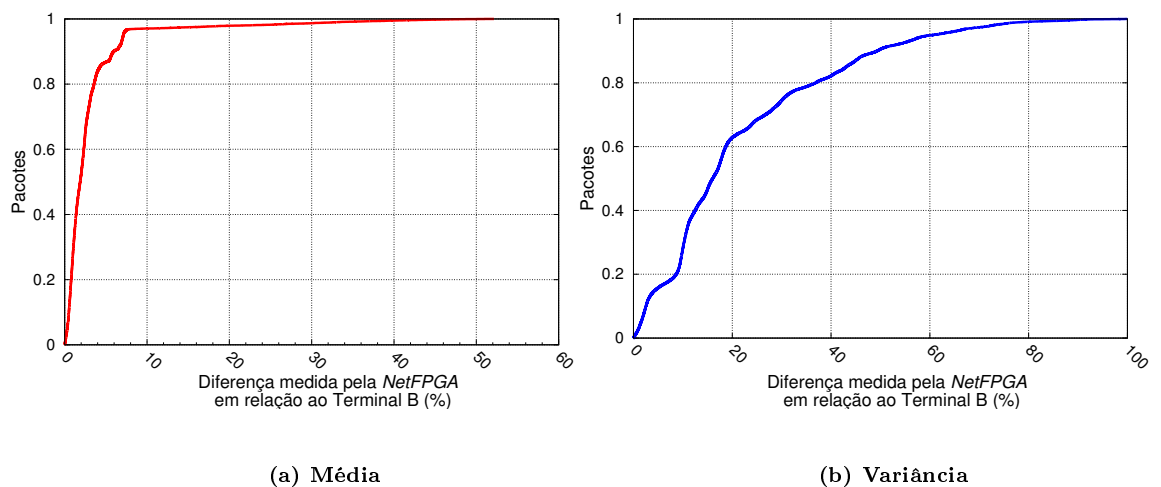 1
0.8
0.6
0.4
0.2
0
Pacotes
0 10 20 30 40 50 60
Diferença medida pela NetFPGA
em relação ao Terminal B (%)
(a) Média
1
0.8
0.6
0.4
0.2
0
Pacotes
0 20 40 60 80 100
Diferença medida pela NetFPGA
em relação ao Terminal B (%)
(b) Variância